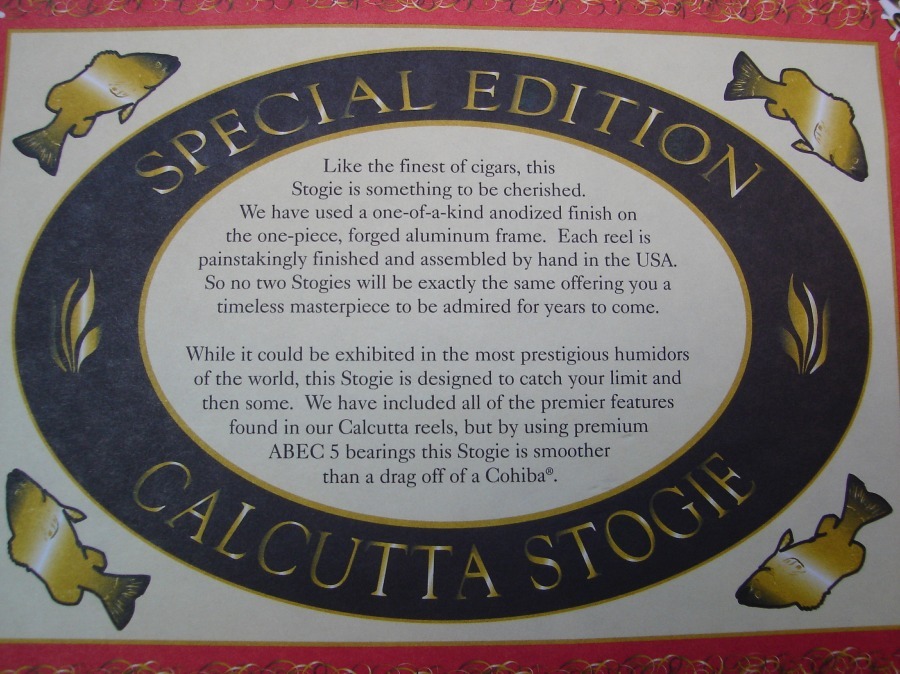 SPECIAL EDITION
Like the finest of cigars, this
Stogie is something to be cherished.
We have used a one-of-a-kind anodized finish on
the one-piece, forged aluminum frame. Each reel is
painstakingly finished and assembled by hand in the USA.
So no two Stogies will be exactly the same offering you a
timeless masterpiece to be admired for years to come.
While it could be exhibited in the most prestigious humidors
of the world, this Stogie is designed to catch your limit and
then some. We have included all of the premier features
found in our Calcutta reels, but by using premium
ABEC 5 bearings this Stogie is smoother
than a drag off of a Cohiba®.
CALCUTTA STOGIE